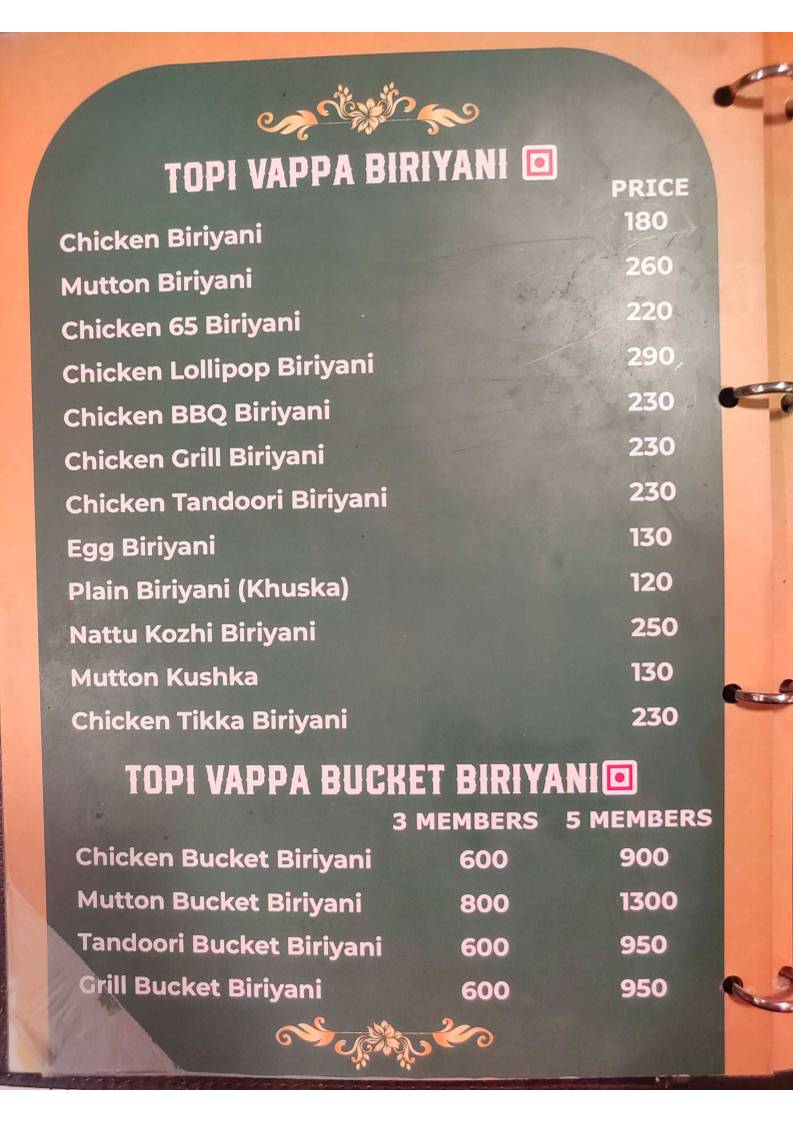 TOPI VAPPA BIRIYANI
PRICE
Chicken Biriyani 180
Mutton Biriyani 260
Chicken 65 Biriyani 220
Chicken Lollipop Biriyani 290
Chicken BBQ Biriyani 230
Chicken Grill Biriyani 230
Chicken Tandoori Biriyani 230
Egg Biriyani 130
Plain Biriyani (Khuska) 120
Nattu Kozhi Biriyani 250
Mutton Kushka 130
Chicken Tikka Biriyani 230
TOPI VAPPA BUCKET BIRIYANI
3 MEMBERS 5 MEMBERS
Chicken Bucket Biriyani 600 900
Mutton Bucket Biriyani 800 1300
Tandoori Bucket Biriyani 600 950
Grill Bucket Biriyani 600 950